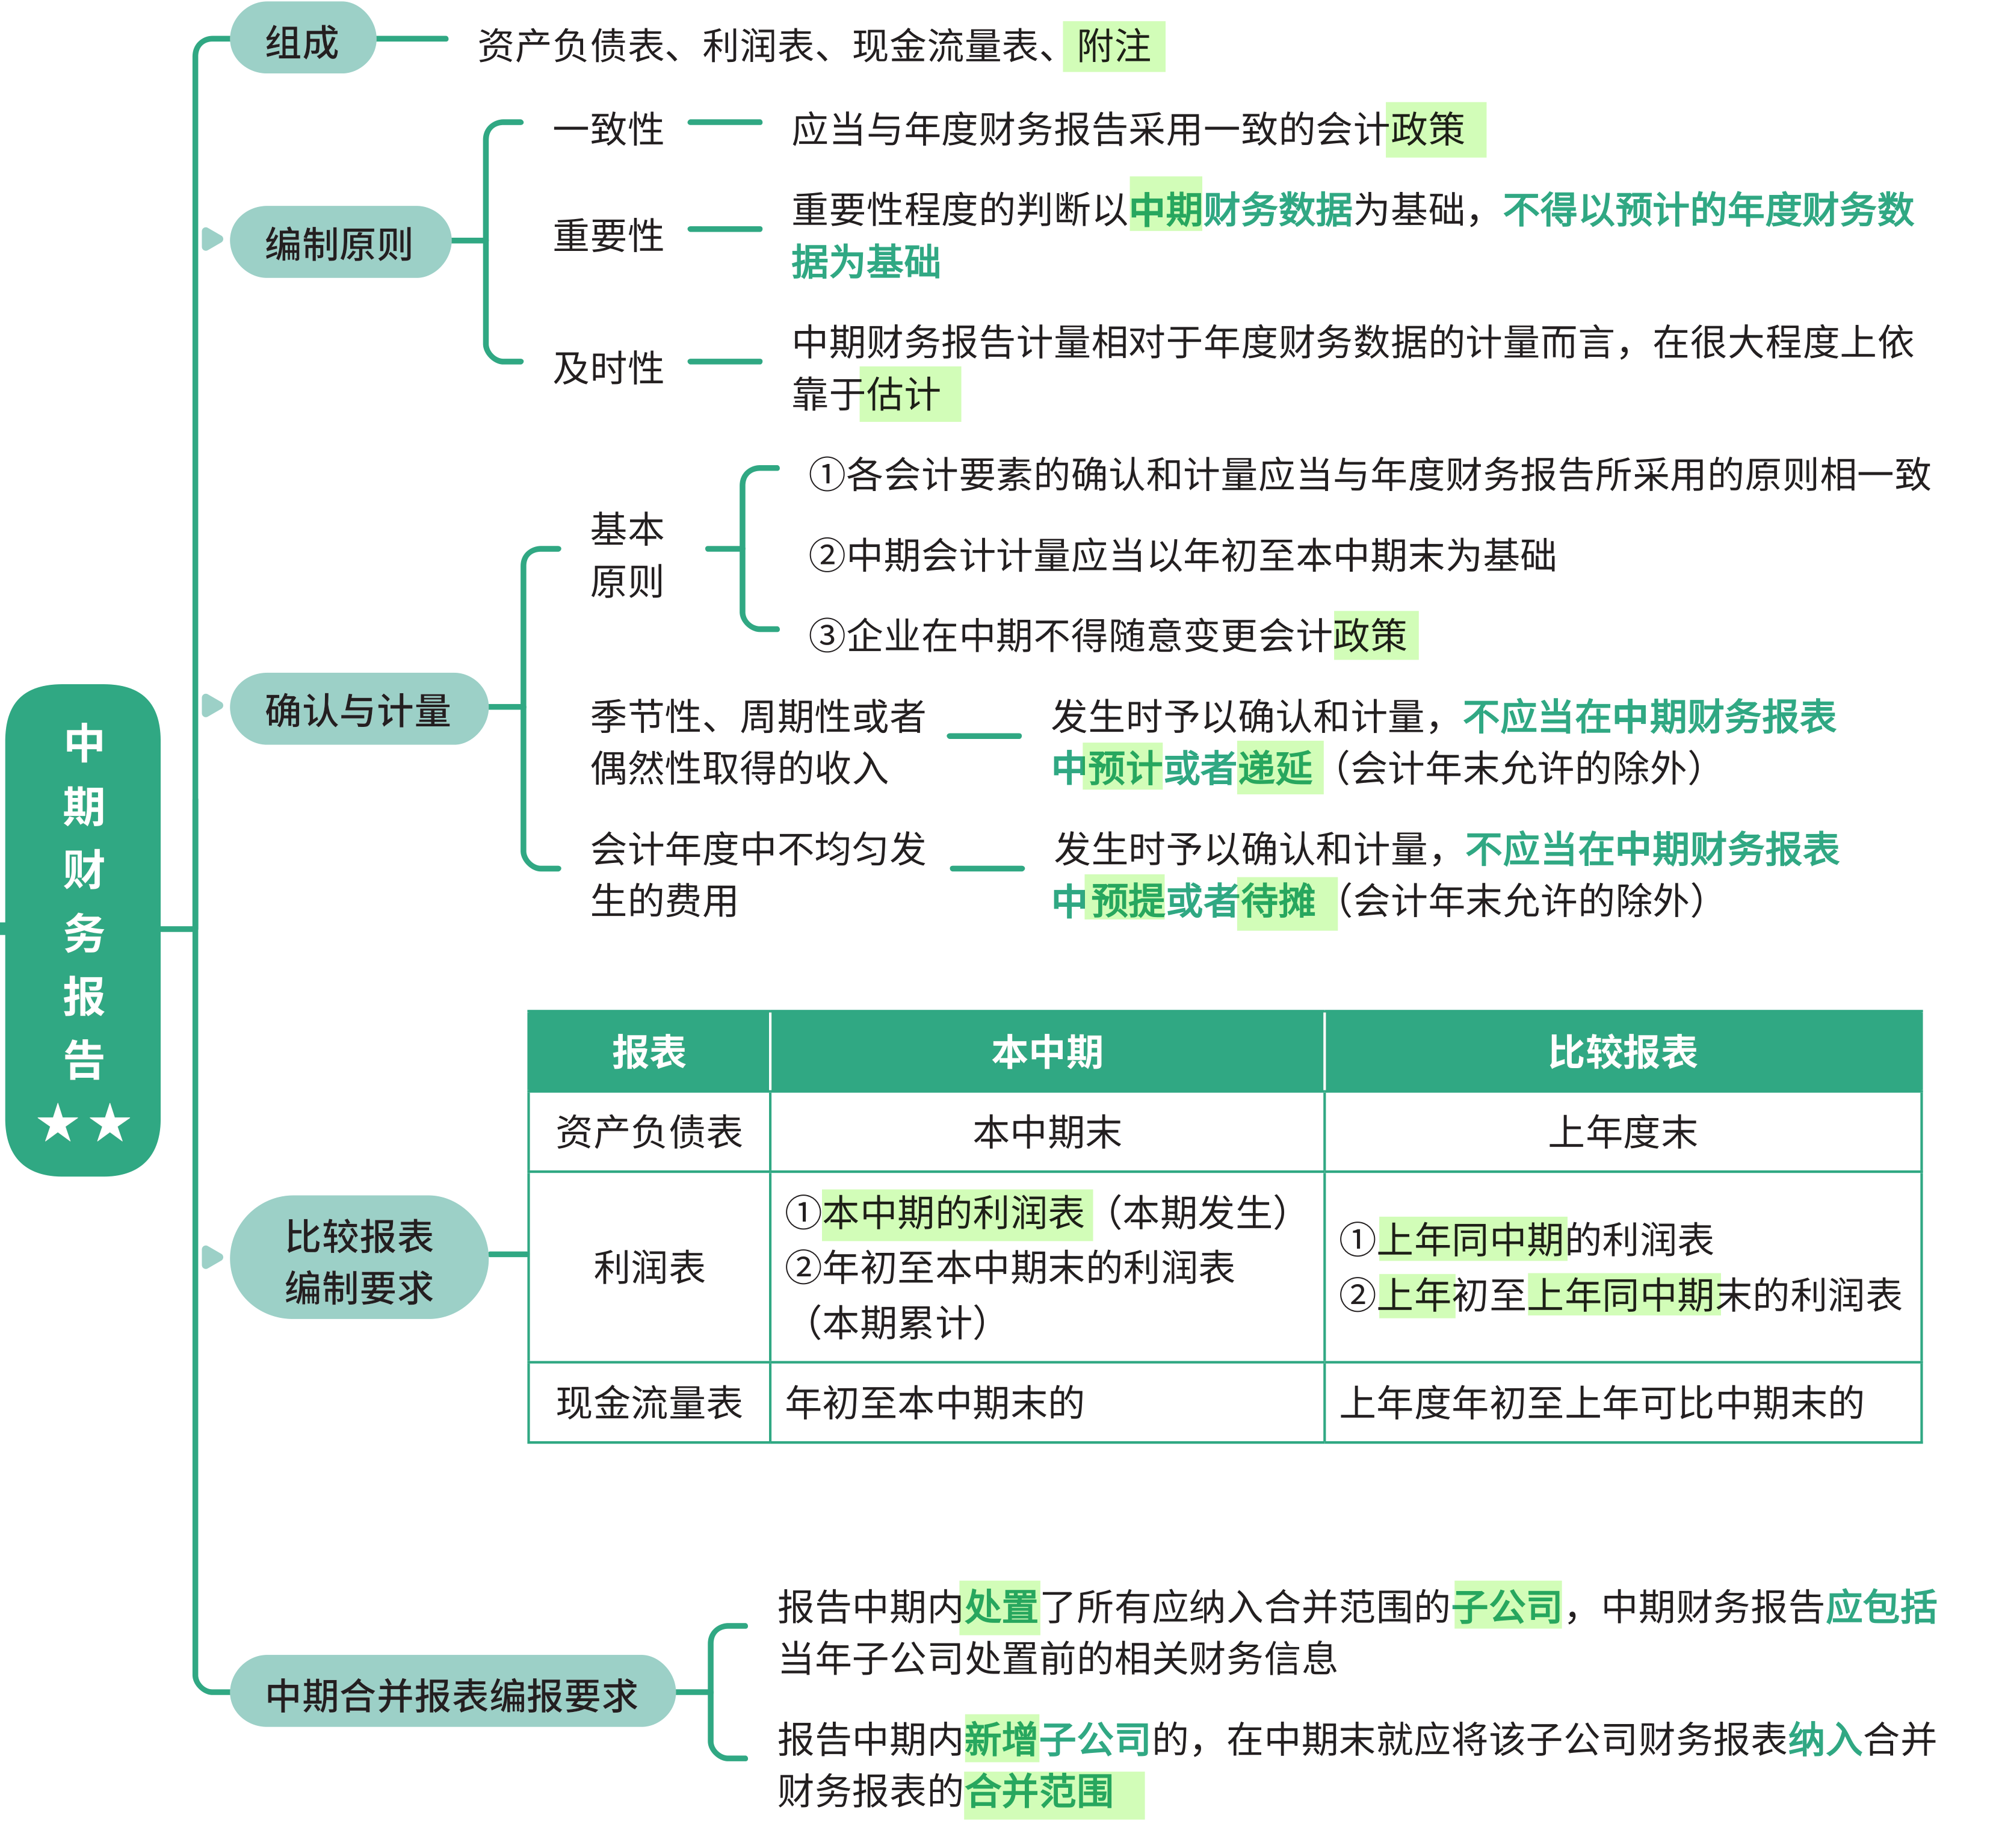 中期财务报告
★★
组成
资产负债表、利润表、现金流量表、附注
编制原则
一致性
应当与年度财务报告采用一致的会计政策
重要性
重要性程度的判断以中期财务数据为基础，不得以预计的年度财务数
据为基础
及时性
中期财务报告计量相对于年度财务数据的计量而言，在很大程度上依
靠于估计
确认与计量
基本
原则
①各会计要素的确认和计量应当与年度财务报告所采用的原则相一致
②中期会计计量应当以年初至本中期末为基础
③企业在中期不得随意变更会计政策
季节性、周期性或者
偶然性取得的收入
发生时予以确认和计量，不应当在中期财务报表
中预计或者递延（会计年末允许的除外）
会计年度中不均匀发
生的费用
发生时予以确认和计量，不应当在中期财务报表
中预提或者待摊（会计年末允许的除外）
比较报表
编制要求
报表 本中期 比较报表
资产负债表 本中期末 上年度末
利润表
①本中期的利润表（本期发生）
②年初至本中期末的利润表
（本期累计）
①上年同中期的利润表
②上年初至上年同中期末的利润表
现金流量表 年初至本中期末的 上年度年初至上年可比中期末的
中期合并报表编报要求
报告中期内处置了所有应纳入合并范围的子公司，中期财务报告应包括
当年子公司处置前的相关财务信息
报告中期内新增子公司的，在中期末就应将该子公司财务报表纳入合并
财务报表的合并范围